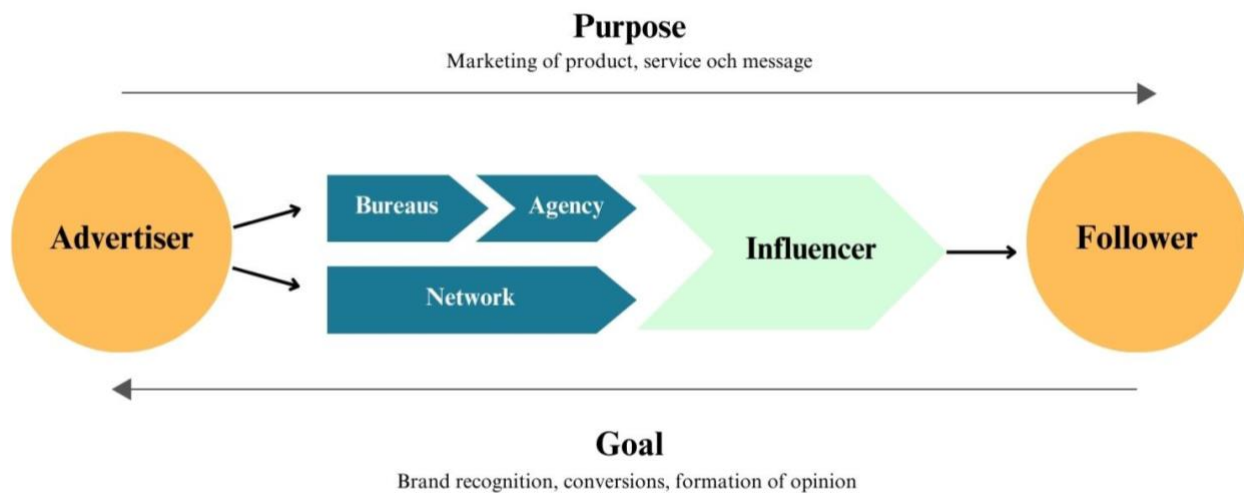 Purpose
Marketing of product, service och message
Bureaus
Agency
Advertiser
Influencer
Follower
Network
Goal
Brand recognition, conversions, formation of opinion